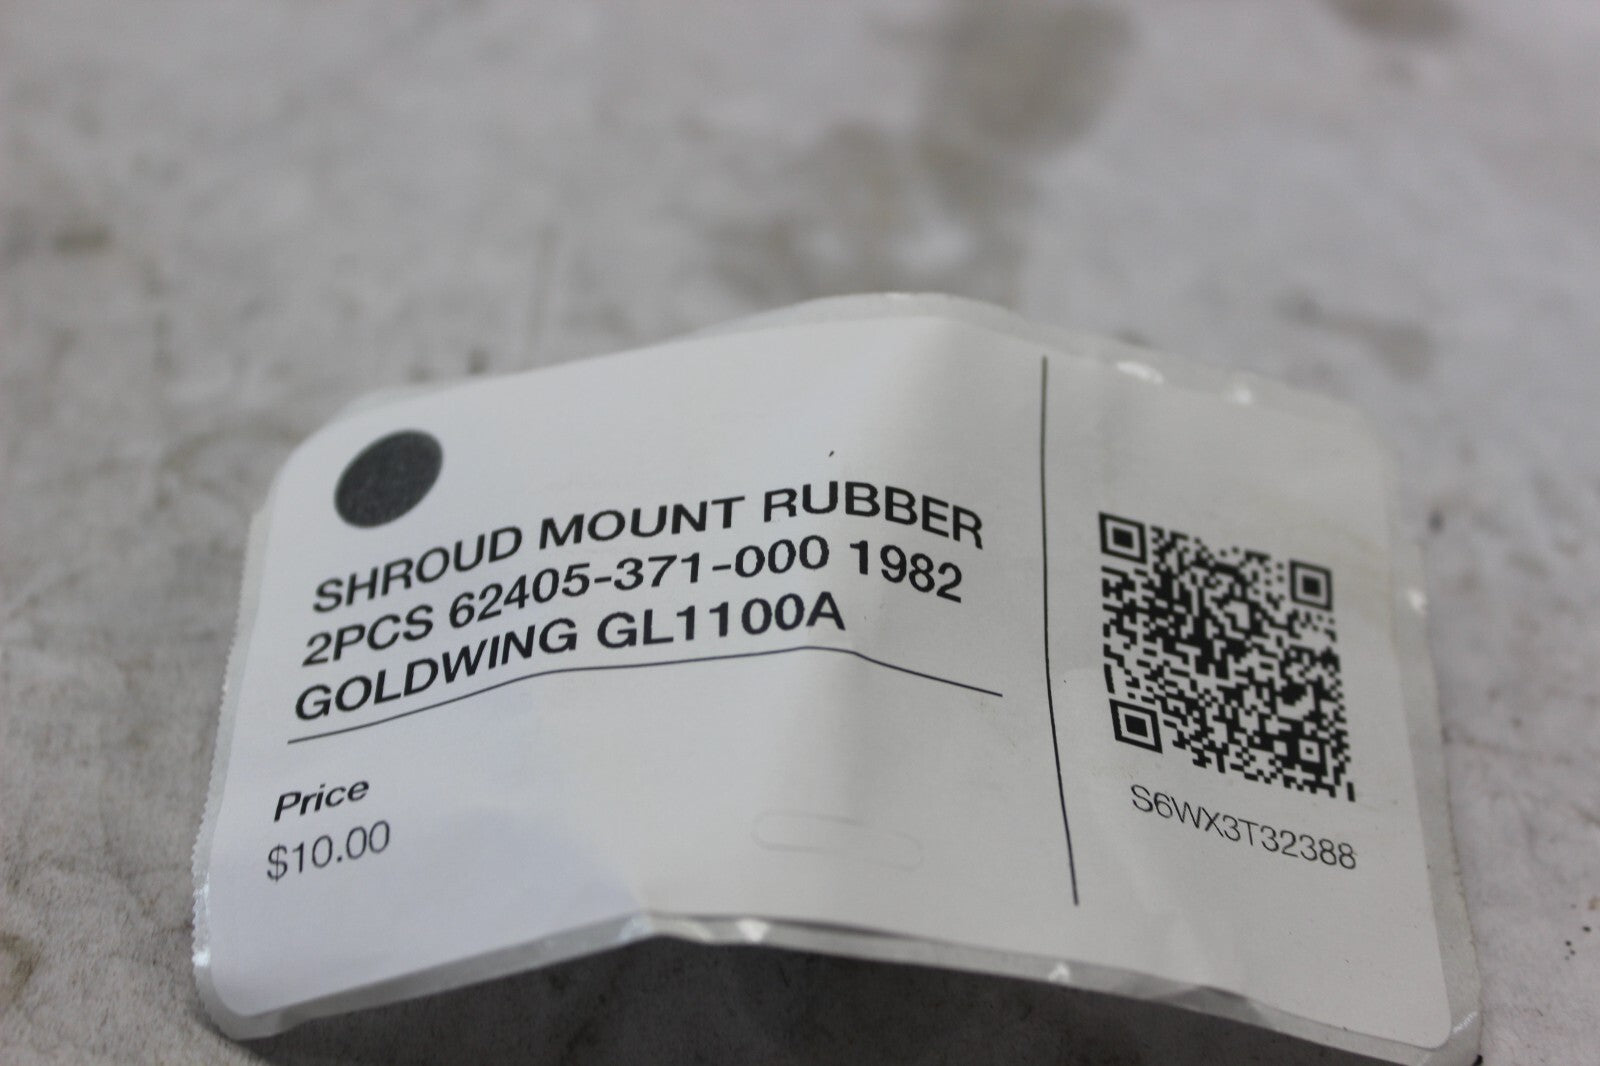 SHROUD MOUNT RUBBER
2PCS 62405-371-000 1982
GOLDWING GL1100A
Price
$10.00
S6WX3T32388